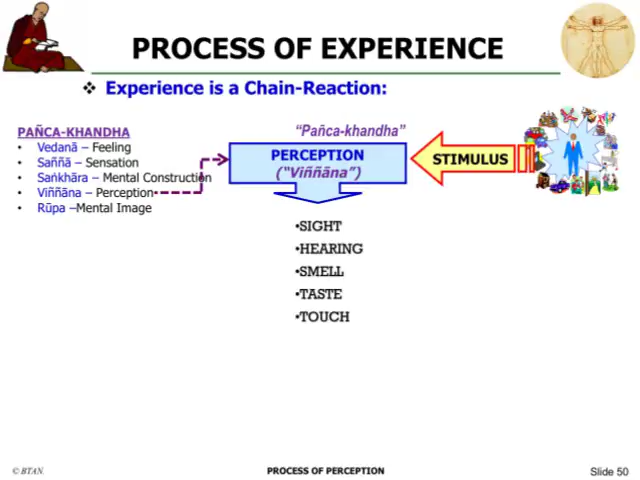 PROCESS OF EXPERIENCE
❖ Experience is a Chain-Reaction:
PAÑCA-KHANDHA
• Vedanā – Feeling
• Saññā – Sensation
• Saṅkhāra – Mental Construction
• Viññāna – Perception
• Rūpa –Mental Image
"Pañca-khandha"
PERCEPTION
("Viññāna")
STIMULUS
•SIGHT
•HEARING
•SMELL
•TASTE
•TOUCH
© BTAN.
PROCESS OF PERCEPTION
Slide 50